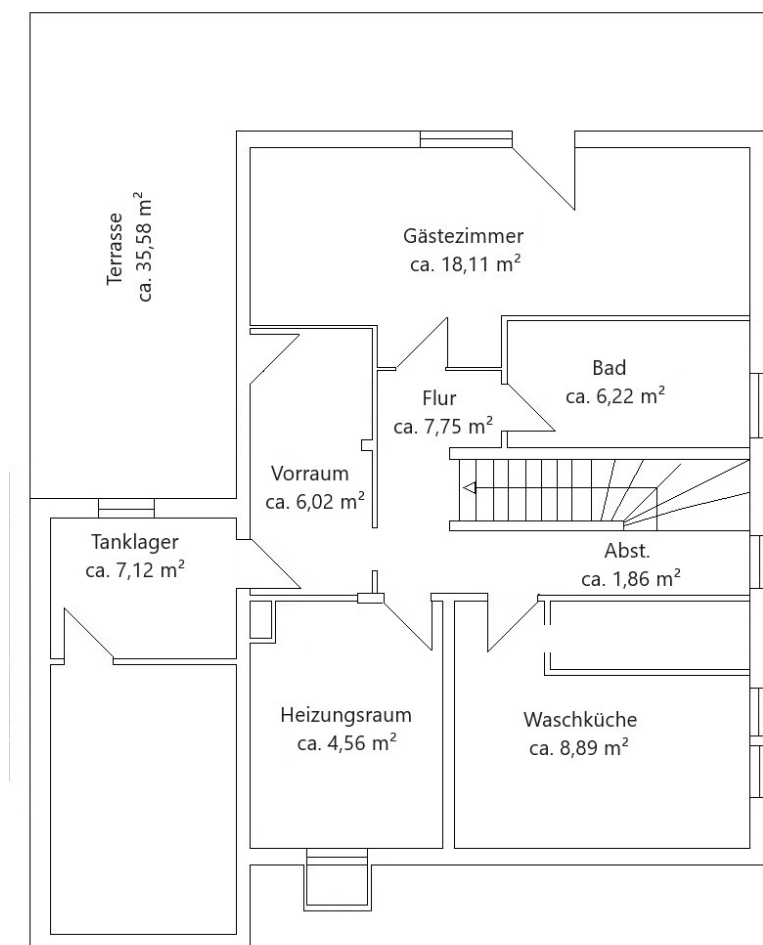 Terrasse
ca. 35,58 m²
Gästezimmer
ca. 18,11 m²
Bad
ca. 6,22 m²
Flur
ca. 7,75 m²
Vorraum
ca. 6,02 m²
Tanklager
ca. 7,12 m²
Abst.
ca. 1,86 m²
Heizungsraum
ca. 4,56 m²
Waschküche
ca. 8,89 m²